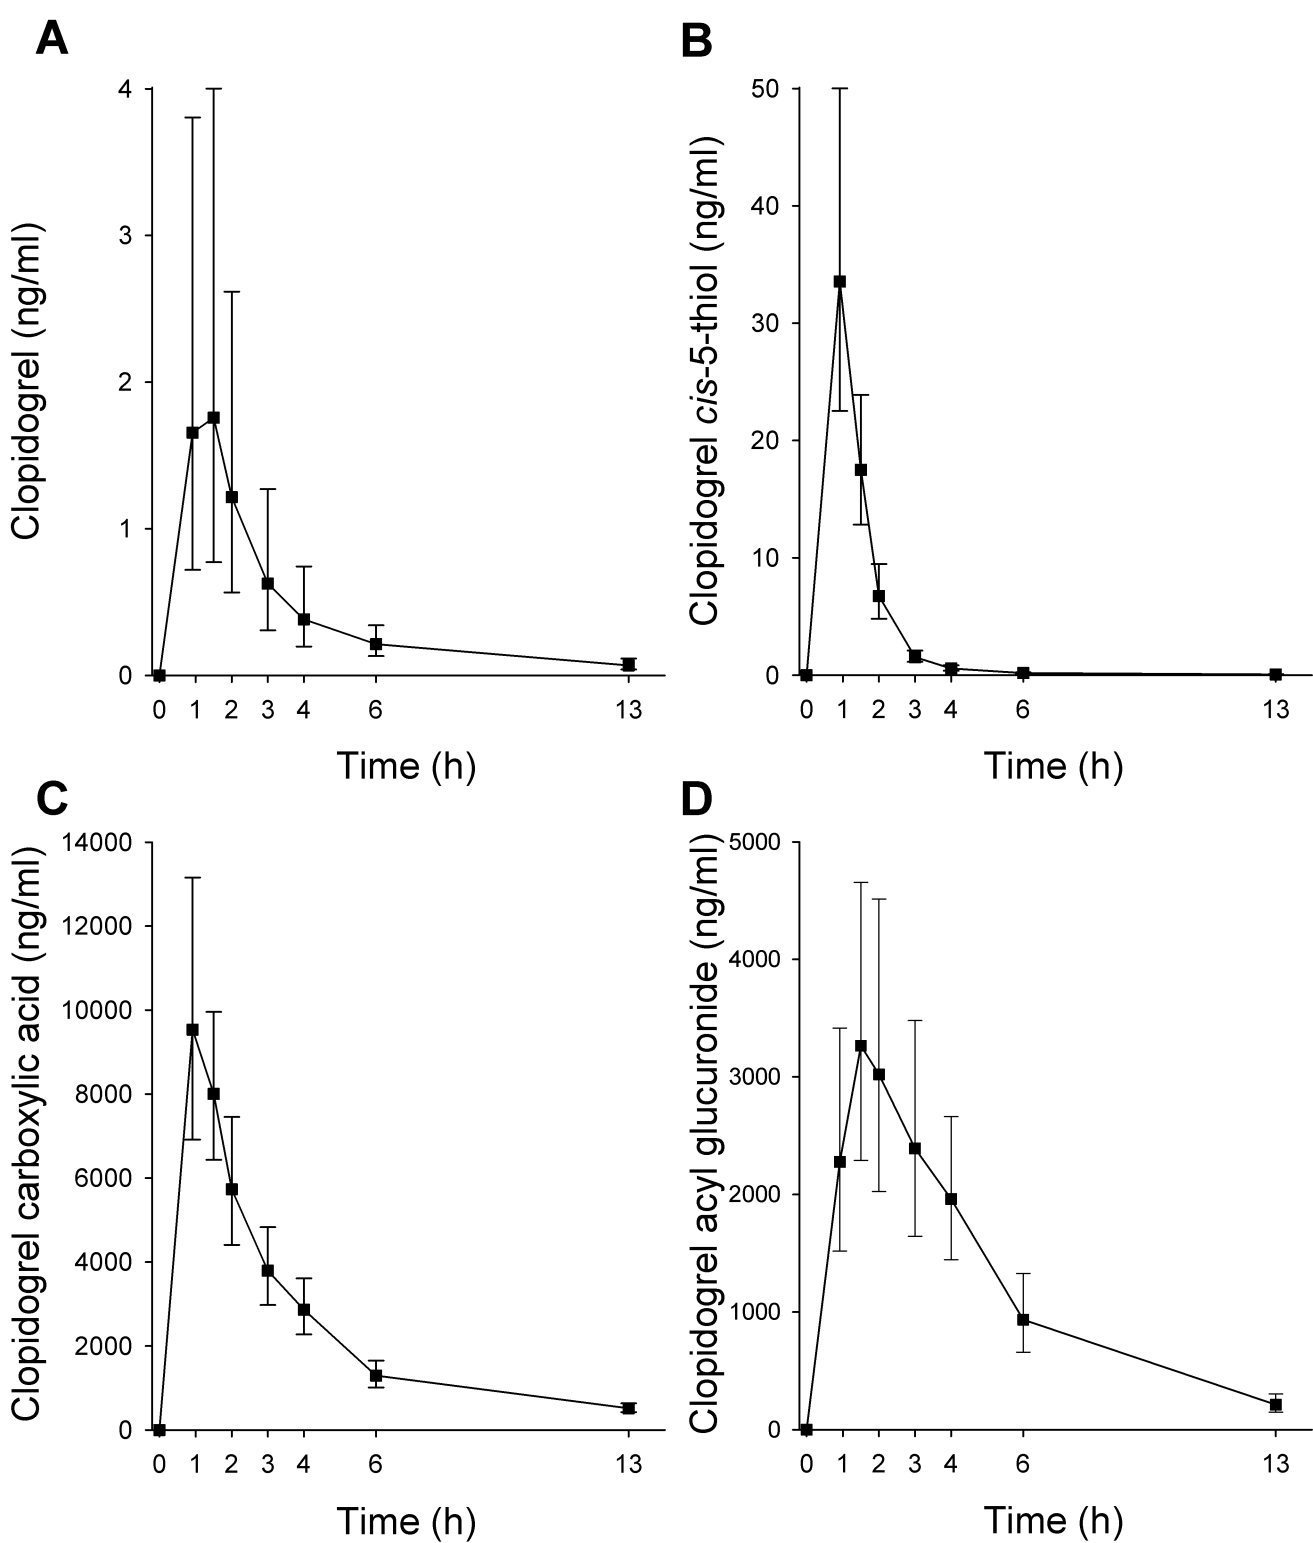 A
Clopidogrel (ng/ml)
4
3
2
1
0
0 1 2 3 4 6 13
Time (h)
B
Clopidogrel cis-5-thiol (ng/ml)
50
40
30
20
10
0
0 1 2 3 4 6 13
Time (h)
C
Clopidogrel carboxylic acid (ng/ml)
14000
12000
10000
8000
6000
4000
2000
0
0 1 2 3 4 6 13
Time (h)
D
Clopidogrel acyl glucuronide (ng/ml)
5000
4000
3000
2000
1000
0
0 1 2 3 4 6 13
Time (h)